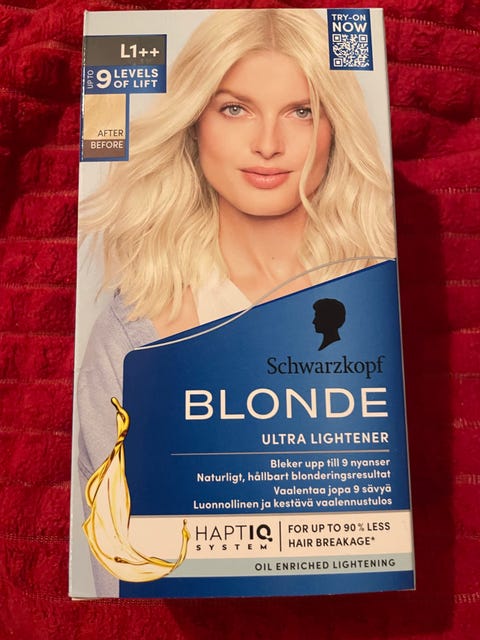 TRY-ON
NOW
L1++
UP TO 9 LEVELS
OF LIFT
AFTER
BEFORE
Schwarzkopf
BLONDE
ULTRA LIGHTENER
Bleker upp till 9 nyanser
Naturligt, hållbart blonderingsresultat
Vaalentaa jopa 9 sävyä
Luonnollinen ja kestävä vaalennustulos
HAPTIQ
SYSTEM
FOR UP TO 90% LESS
HAIR BREAKAGE*
OIL ENRICHED LIGHTENING